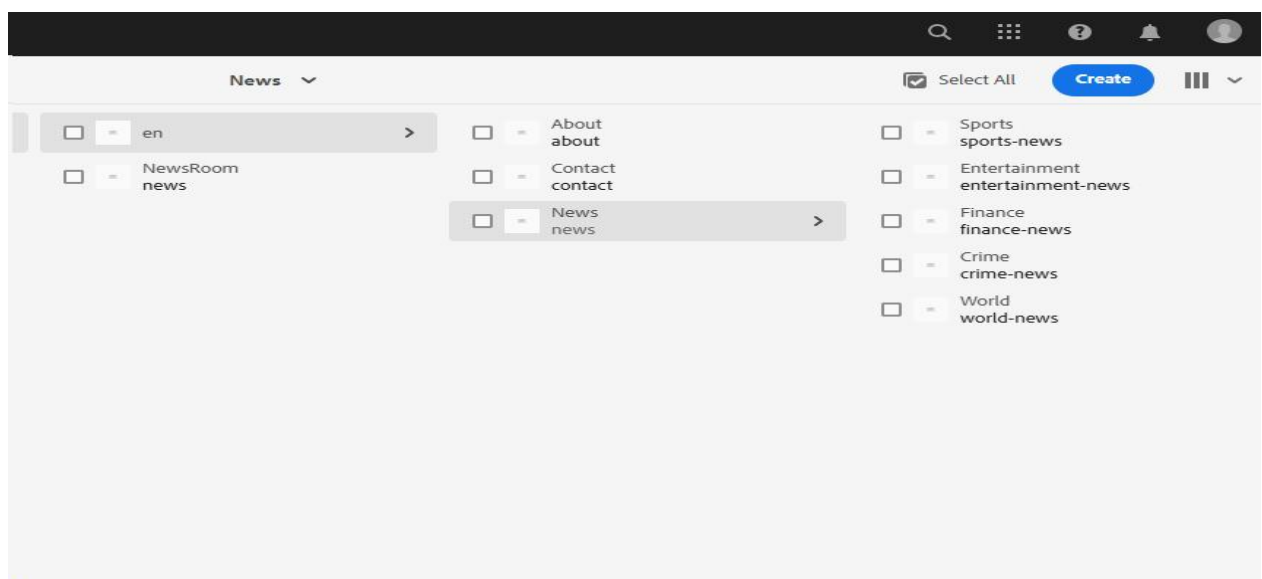 News
Select All
Create
en
NewsRoom
news
About
about
Contact
contact
News
news
Sports
sports-news
Entertainment
entertainment-news
Finance
finance-news
Crime
crime-news
World
world-news